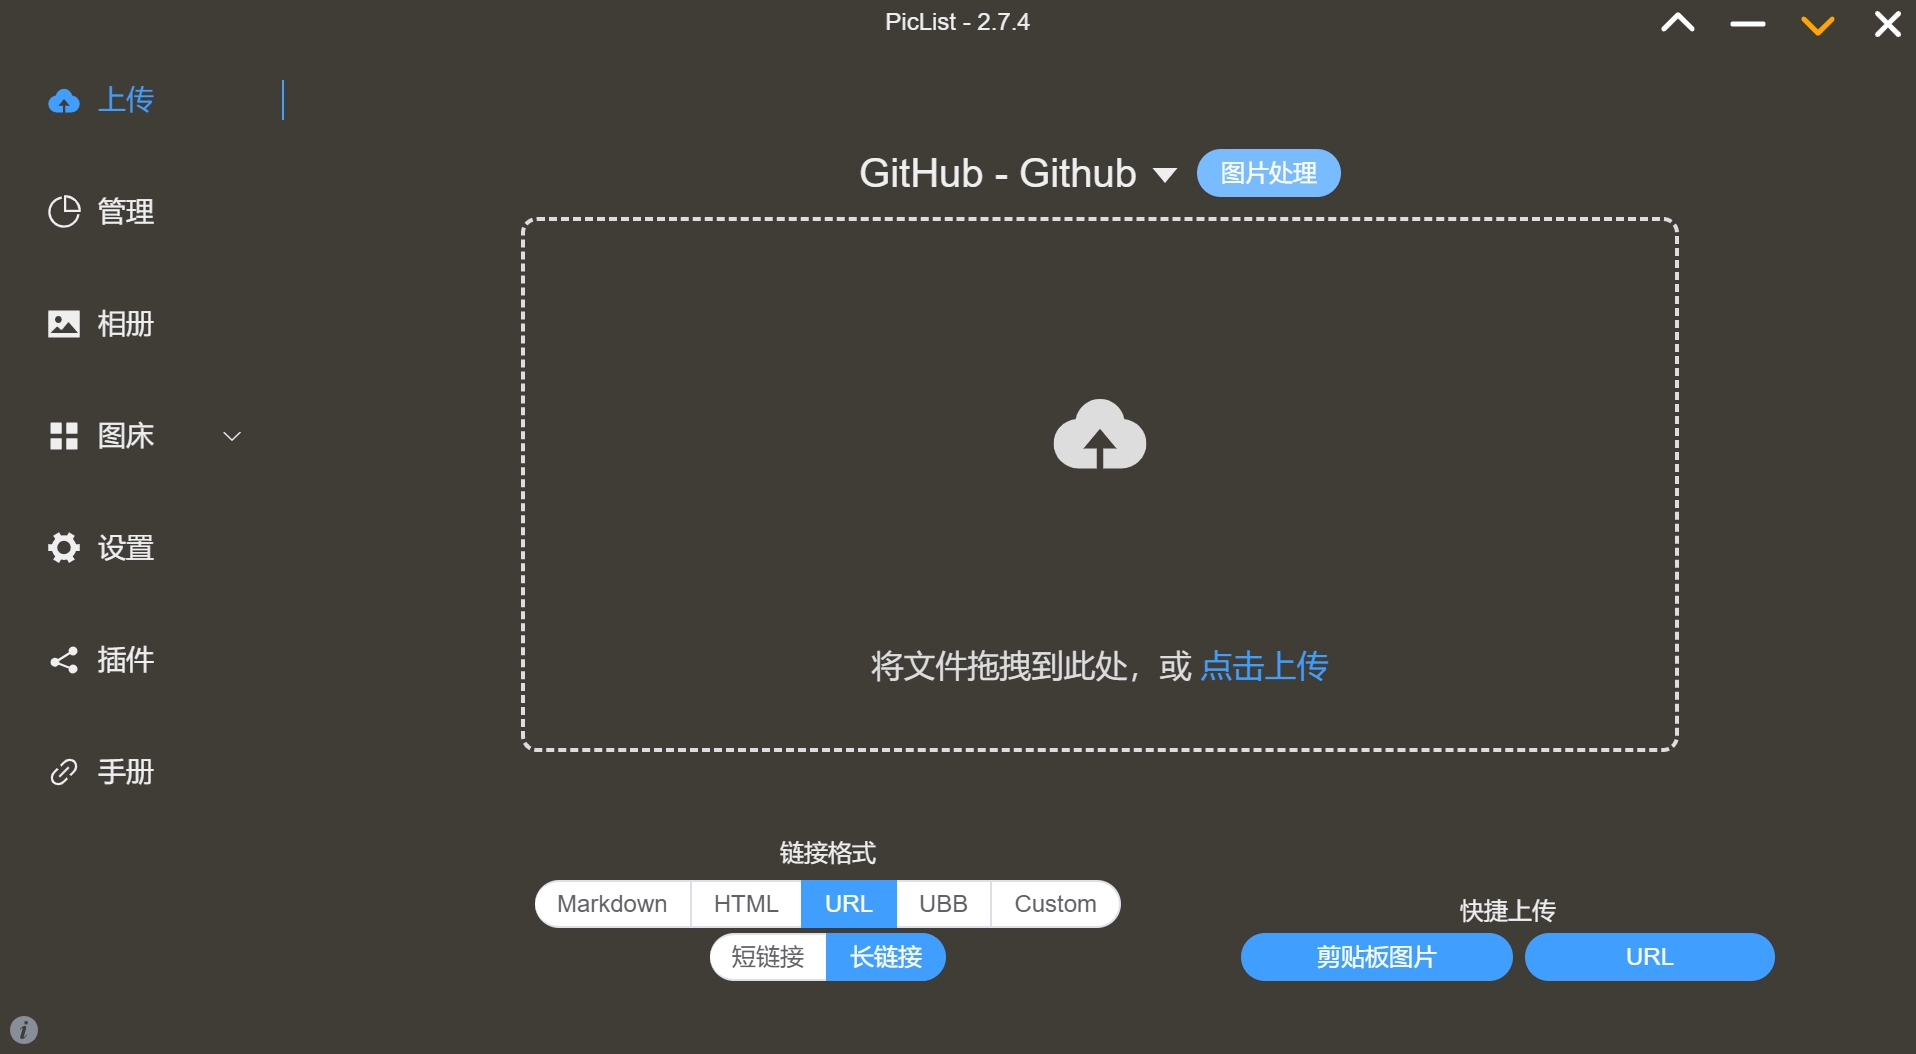 PicList - 2.7.4
上传
管理
相册
图床
设置
插件
手册
GitHub - Github
图片处理
将文件拖拽到此处，或 点击上传
链接格式
Markdown HTML URL UBB Custom
短链接 长链接
快捷上传
剪贴板图片 URL
i